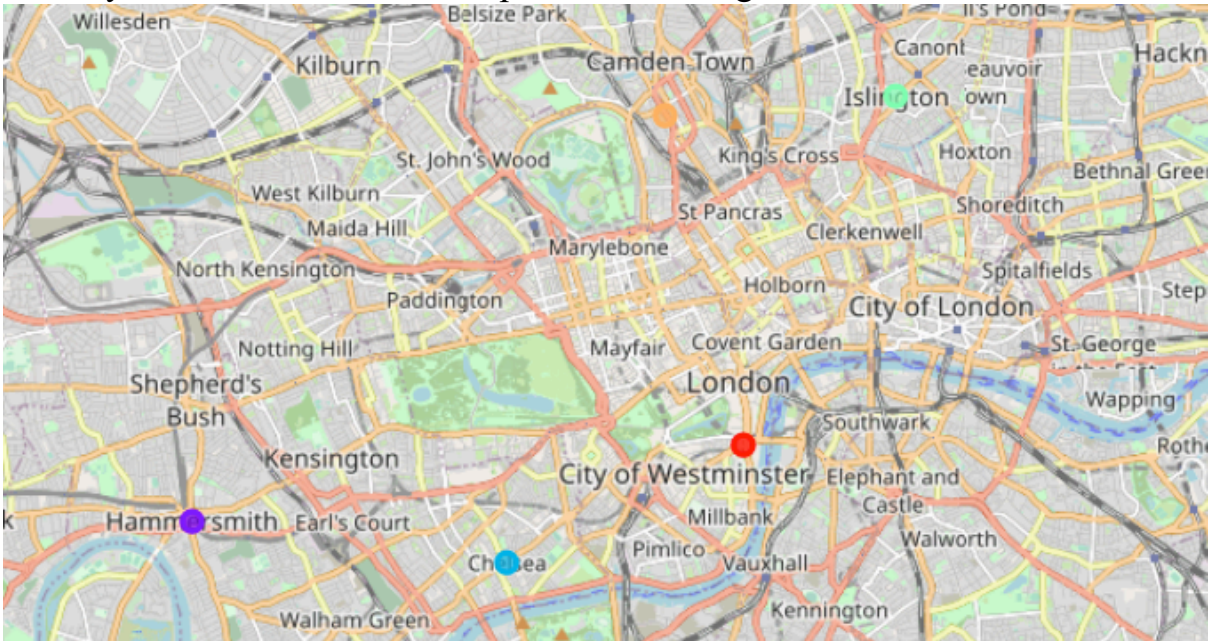 Willesden
Belsize Park
Kilburn
Camden Town
Canon
Hackn
eauvoir
Islington
own
St. John's Wood
King's Cross
Hoxton
Bethnal Green
West Kilburn
St Pancras
Shoreditch
Maida Hill
Clerkenwell
Marylebone
North Kensington
Spitalfields
Holborn
Step
Paddington
City of London
Notting Hill
Mayfair
Covent Garden
St. George
Shepherd's
Bush
London
Wapping
Southwark
Kensington
Rothe
City of Westminster
Elephant and
Castle
k
Hammersmith
Earl's Court
Millbank
Walworth
Chelsea
Pimlico
Vauxhall
Walham Green
Kennington